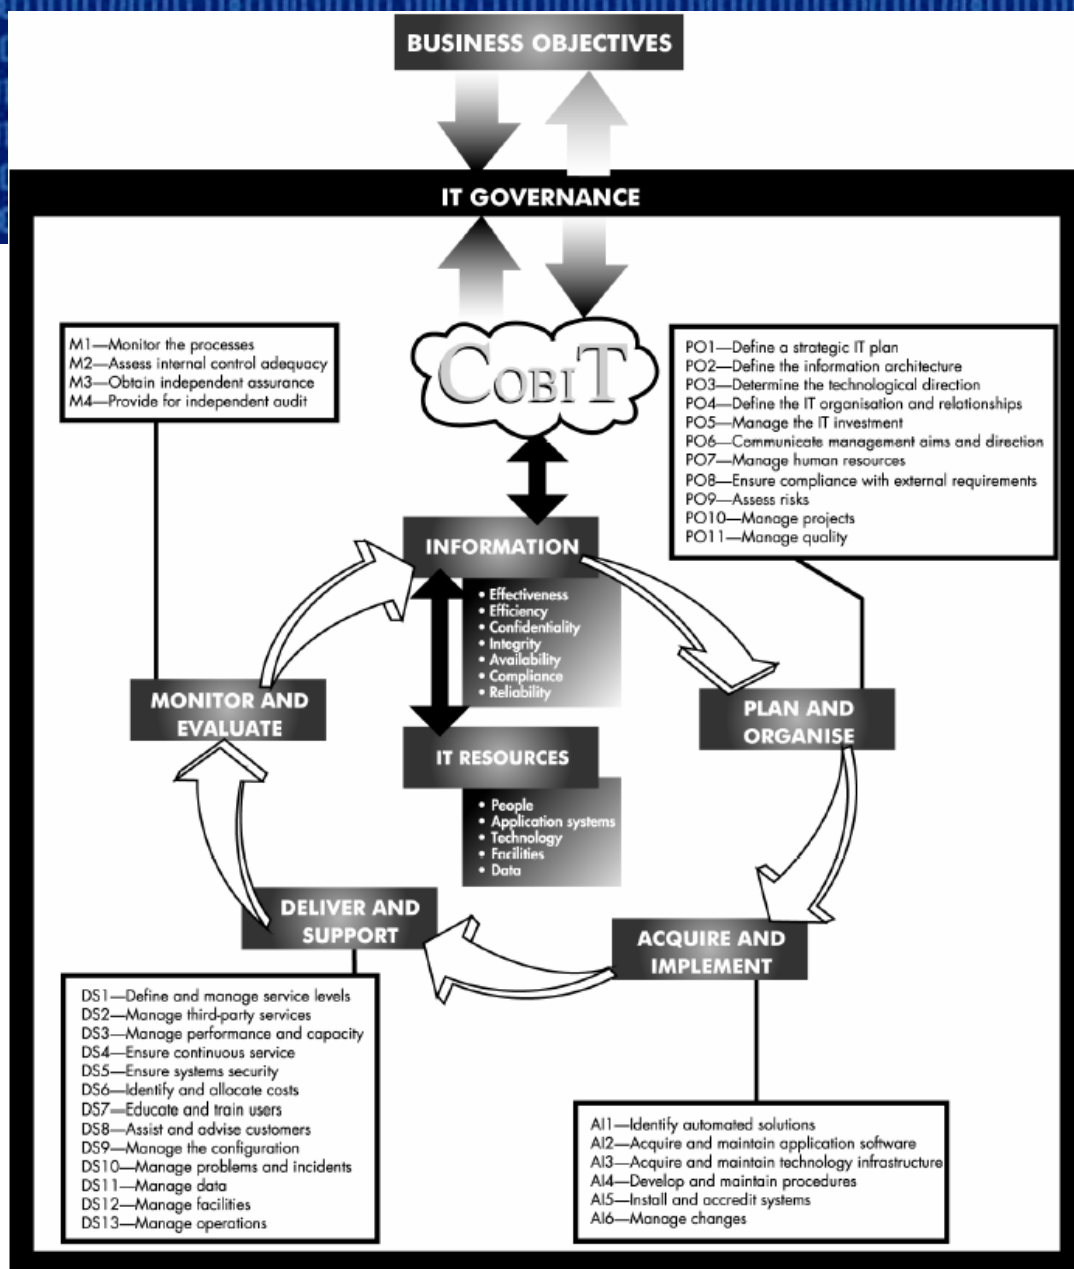 BUSINESS OBJECTIVES
IT GOVERNANCE
COBIT
M1—Monitor the processes
M2—Assess internal control adequacy
M3—Obtain independent assurance
M4—Provide for independent audit
PO1—Define a strategic IT plan
PO2—Define the information architecture
PO3—Determine the technological direction
PO4—Define the IT organisation and relationships
PO5—Manage the IT investment
PO6—Communicate management aims and direction
PO7—Manage human resources
PO8—Ensure compliance with external requirements
PO9—Assess risks
PO10—Manage projects
PO11—Manage quality
INFORMATION
• Effectiveness
• Efficiency
• Confidentiality
• Integrity
• Availability
• Compliance
• Reliability
MONITOR AND
EVALUATE
PLAN AND
ORGANISE
IT RESOURCES
• People
• Application systems
• Technology
• Facilities
• Data
DELIVER AND
SUPPORT
ACQUIRE AND
IMPLEMENT
DS1—Define and manage service levels
DS2—Manage third-party services
DS3—Manage performance and capacity
DS4—Ensure continuous service
DS5—Ensure systems security
DS6—Identify and allocate costs
DS7—Educate and train users
DS8—Assist and advise customers
DS9—Manage the configuration
DS10—Manage problems and incidents
DS11—Manage data
DS12—Manage facilities
DS13—Manage operations
AI1—Identify automated solutions
AI2—Acquire and maintain application software
AI3—Acquire and maintain technology infrastructure
AI4—Develop and maintain procedures
AI5—Install and accredit systems
AI6—Manage changes